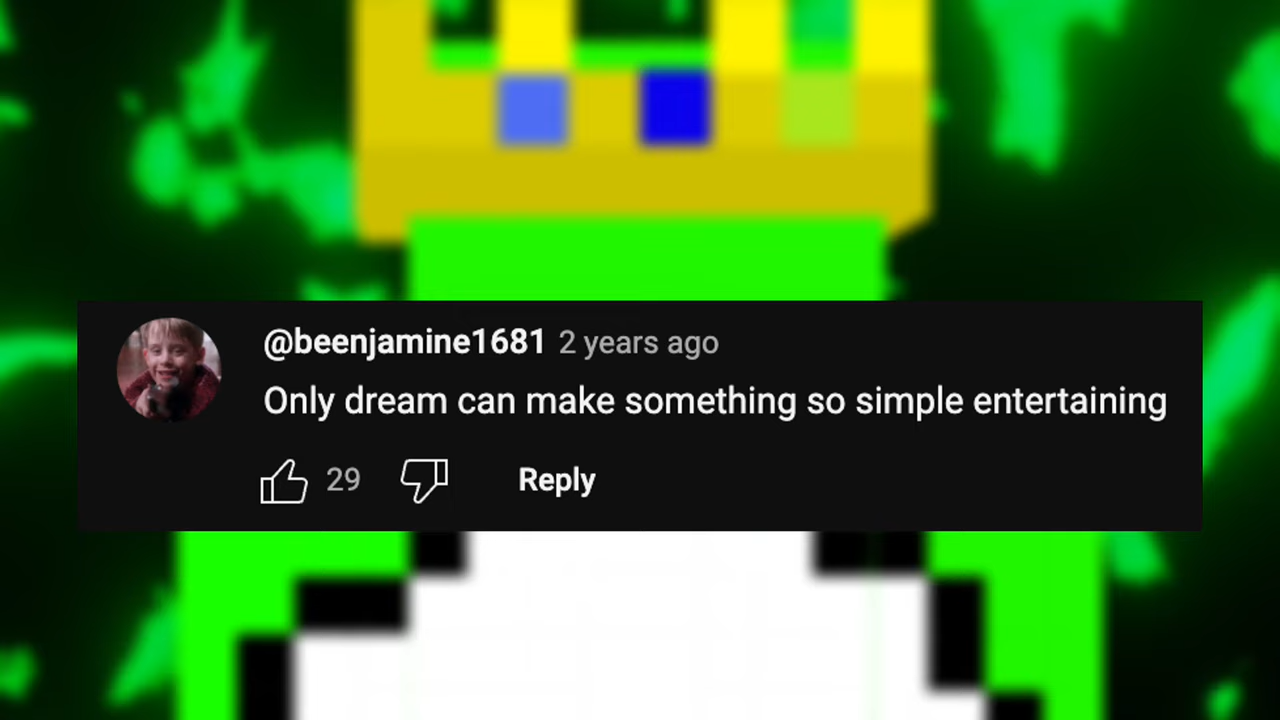 @beenjamine1681 2 years ago
Only dream can make something so simple entertaining
29 Reply